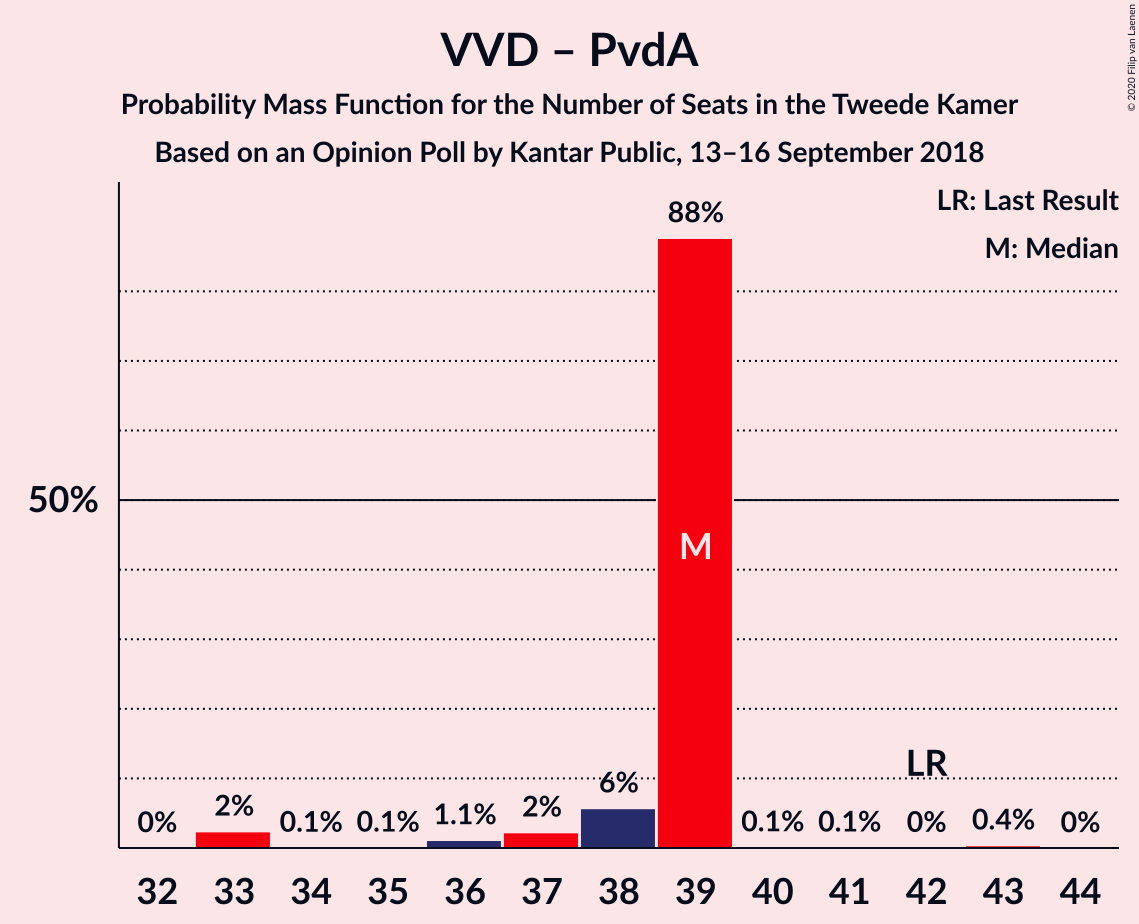 VVD – PvdA
Probability Mass Function for the Number of Seats in the Tweede Kamer
Based on an Opinion Poll by Kantar Public, 13–16 September 2018
© 2020 Filip van Laenen
LR: Last Result
M: Median
88%
50%
M
LR
0% 2% 0.1% 0.1% 1.1% 2% 6% 0.1% 0.1% 0% 0.4% 0%
32 33 34 35 36 37 38 39 40 41 42 43 44